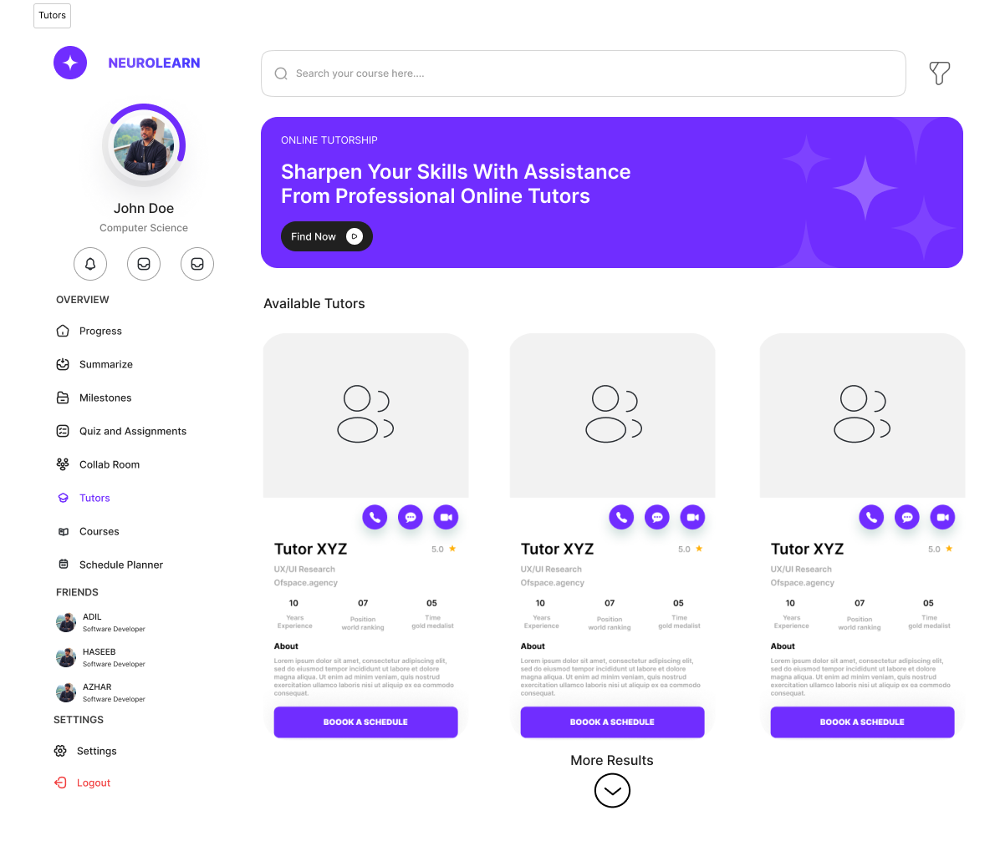 Tutors
NEUROLEARN
John Doe
Computer Science
OVERVIEW
Progress
Summarize
Milestones
Quiz and Assignments
Collab Room
Tutors
Courses
Schedule Planner
FRIENDS
ADIL
Software Developer
HASEEB
Software Developer
AZHAR
Software Developer
SETTINGS
Settings
Logout
Search your course here....
ONLINE TUTORSHIP
Sharpen Your Skills With Assistance
From Professional Online Tutors
Find Now
Available Tutors
Tutor XYZ
5.0
UX/UI Research
Ofspace.agency
10
07
05
Years
Experience
Position
world ranking
Time
gold medalist
About
Lorem ipsum dolor sit amet, consectetur adipiscing elit,
sed do eiusmod tempor incididunt ut labore et dolore
magna aliqua. Ut enim ad minim veniam, quis nostrud
exercitation ullamco laboris nisi ut aliquip ex ea commodo
consequat.
BOOOK A SCHEDULE
Tutor XYZ
5.0
UX/UI Research
Ofspace.agency
10
07
05
Years
Experience
Position
world ranking
Time
gold medalist
About
Lorem ipsum dolor sit amet, consectetur adipiscing elit,
sed do eiusmod tempor incididunt ut labore et dolore
magna aliqua. Ut enim ad minim veniam, quis nostrud
exercitation ullamco laboris nisi ut aliquip ex ea commodo
consequat.
BOOOK A SCHEDULE
Tutor XYZ
5.0
UX/UI Research
Ofspace.agency
10
07
05
Years
Experience
Position
world ranking
Time
gold medalist
About
Lorem ipsum dolor sit amet, consectetur adipiscing elit,
sed do eiusmod tempor incididunt ut labore et dolore
magna aliqua. Ut enim ad minim veniam, quis nostrud
exercitation ullamco laboris nisi ut aliquip ex ea commodo
consequat.
BOOOK A SCHEDULE
More Results